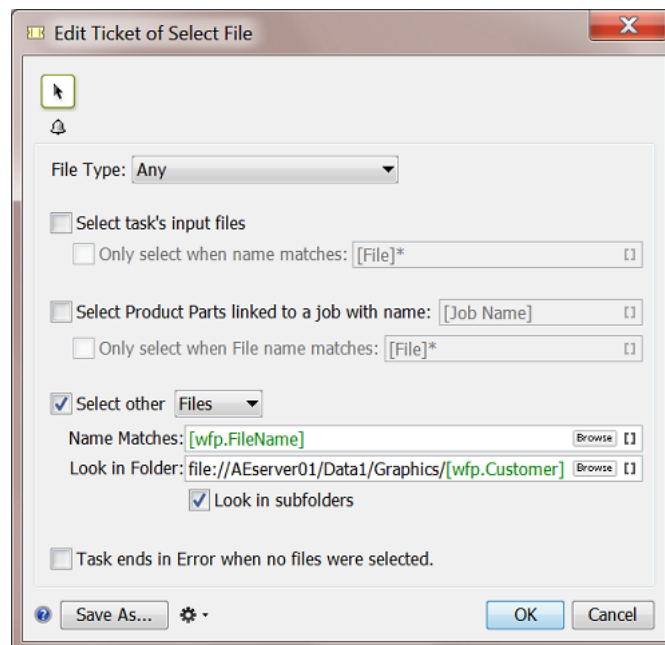 Edit Ticket of Select File
File Type: Any
Select task's input files
Only select when name matches: [File]* []
Select Product Parts linked to a job with name: [Job Name] []
Only select when File name matches: [File]* []
Select other Files
Name Matches: [wfp.FileName] Browse []
Look in Folder: file://AEserver01/Data1/Graphics/[wfp.Customer] Browse []
Look in subfolders
Task ends in Error when no files were selected.
? Save As... OK Cancel